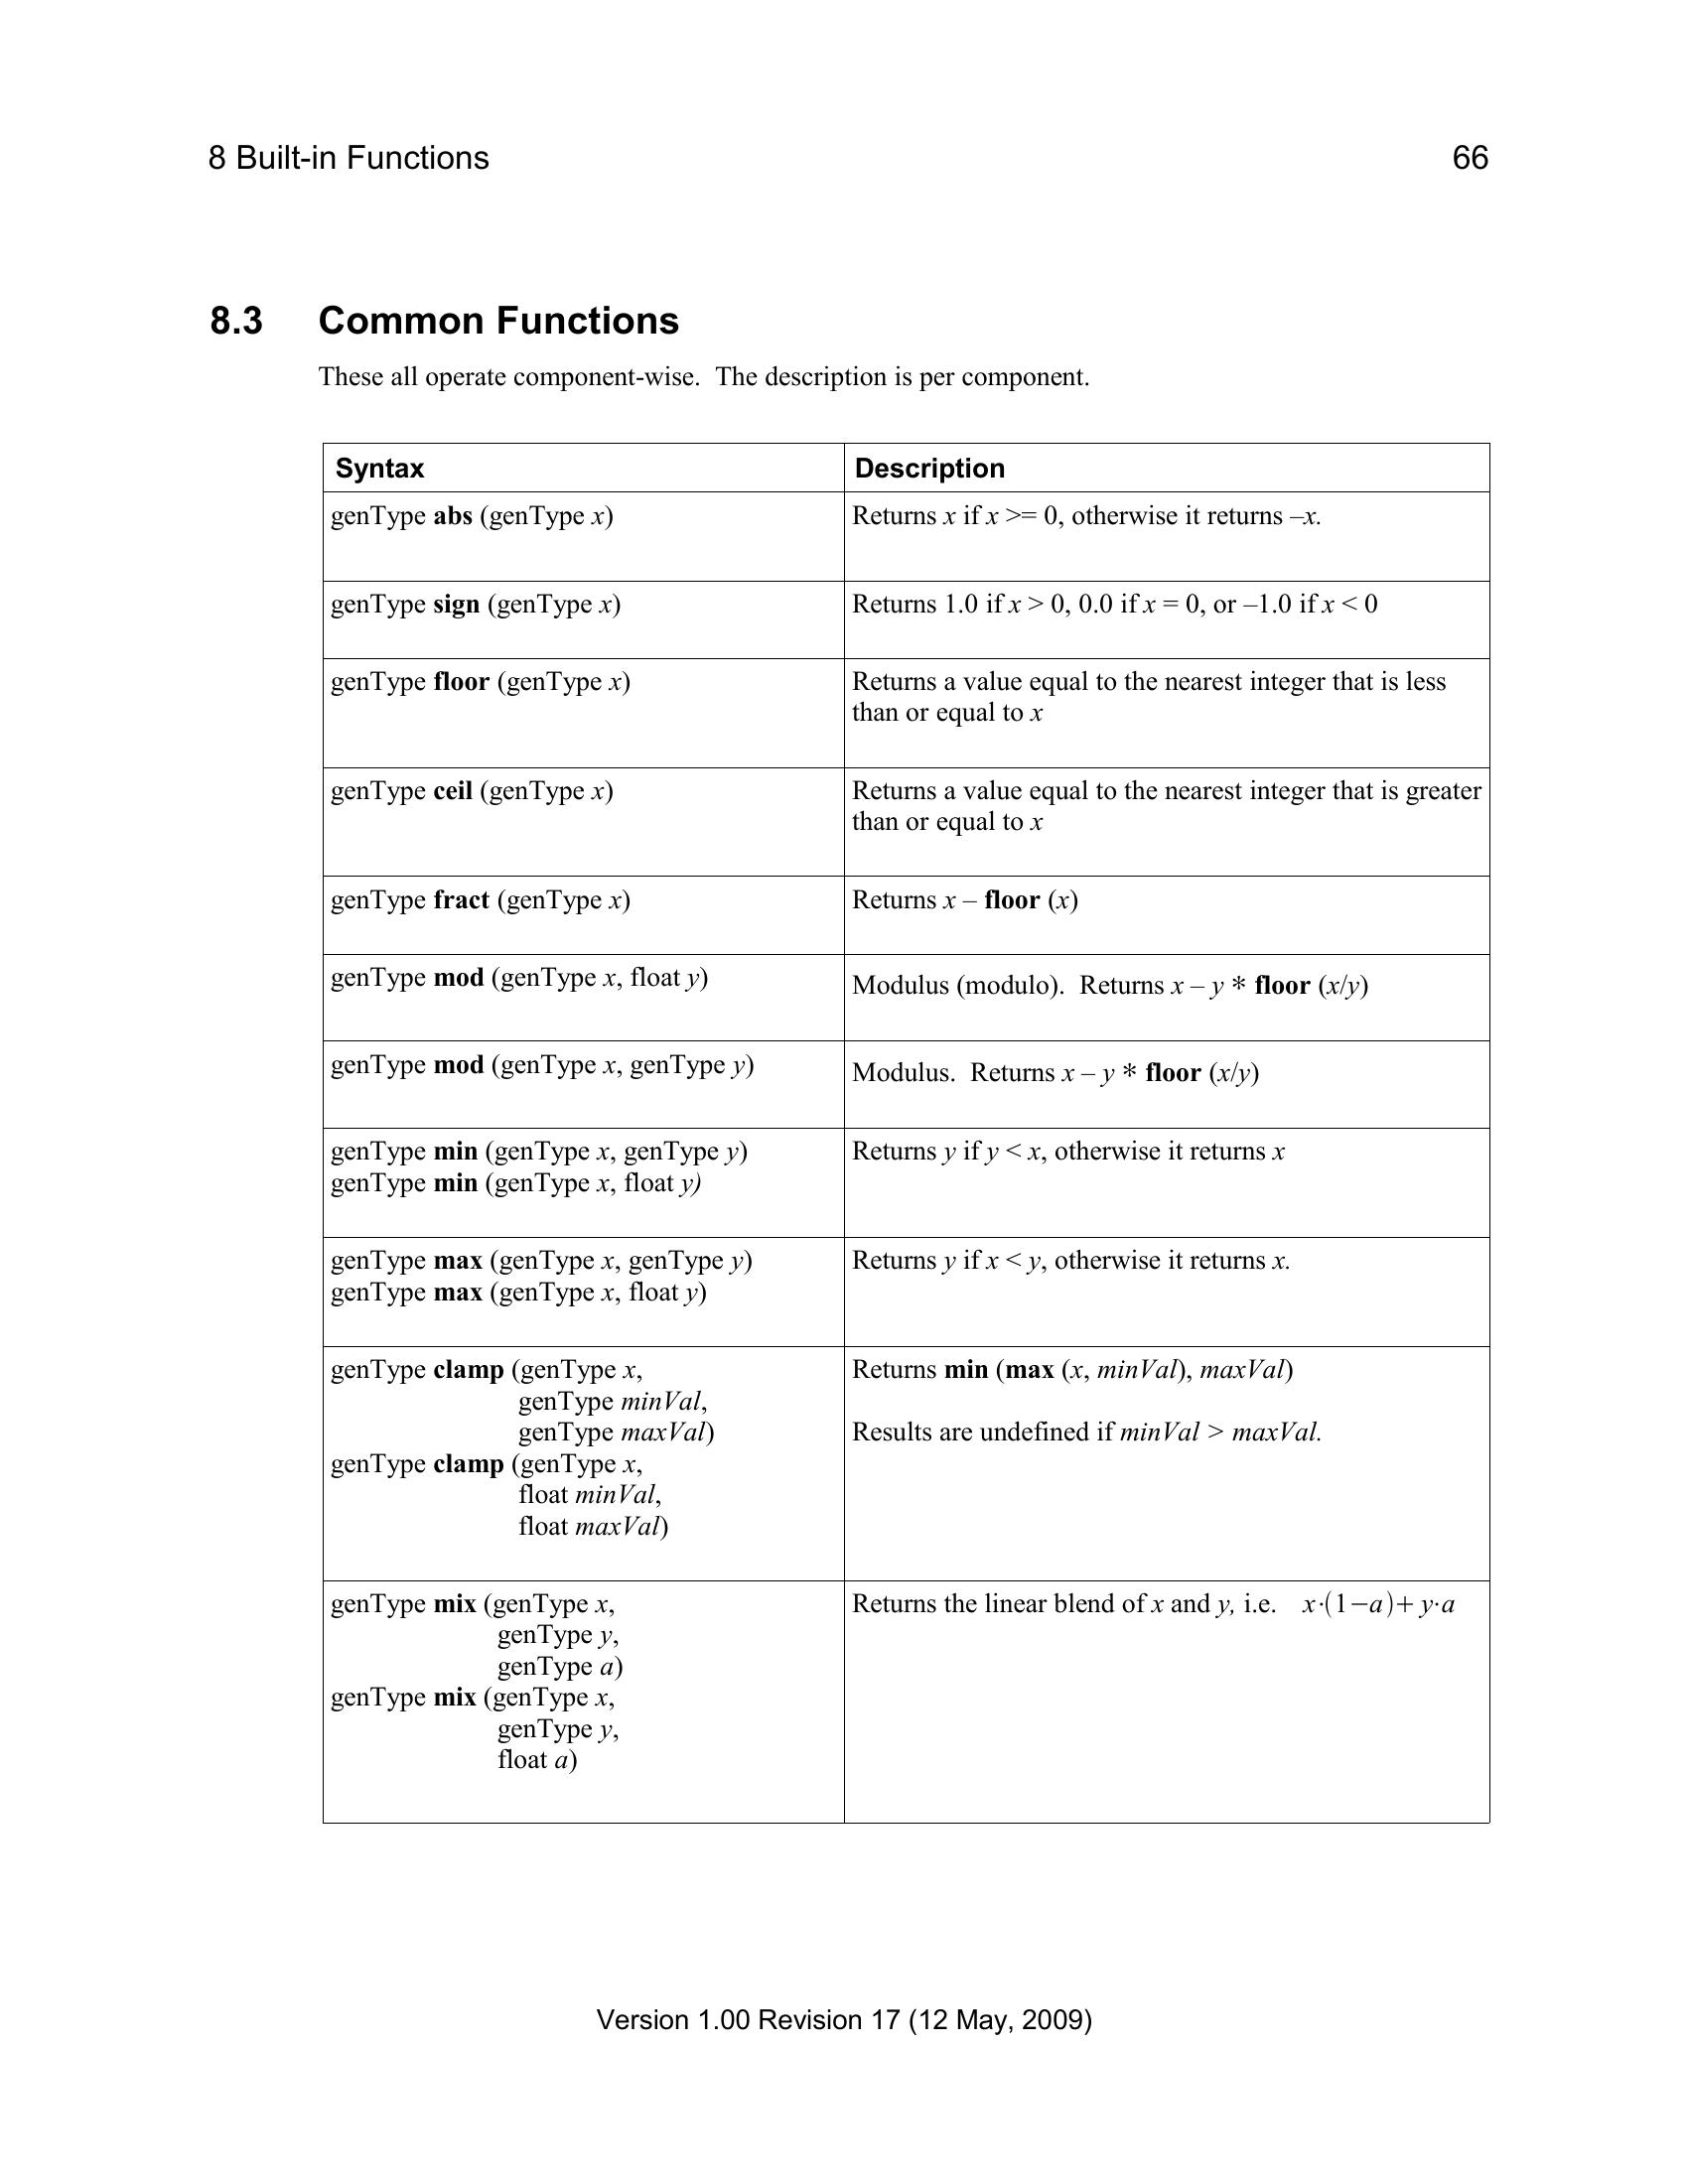 8 Built-in Functions 66
8.3 Common Functions
These all operate component-wise.  The description is per component.
Syntax Description
genType abs (genType x) Returns x if x >= 0, otherwise it returns –x.
genType sign (genType x) Returns 1.0 if x > 0, 0.0 if x = 0, or –1.0 if x < 0
genType floor (genType x) Returns a value equal to the nearest integer that is less
than or equal to x
genType ceil (genType x) Returns a value equal to the nearest integer that is greater
than or equal to x
genType fract (genType x) Returns x – floor (x)
genType mod (genType x, float y) Modulus (modulo).  Returns x – y * floor (x/y)
genType mod (genType x, genType y) Modulus.  Returns x – y * floor (x/y)
genType min (genType x, genType y) Returns y if y < x, otherwise it returns x
genType min (genType x, float y)
genType max (genType x, genType y) Returns y if x < y, otherwise it returns x.
genType max (genType x, float y)
genType clamp (genType x, Returns min (max (x, minVal), maxVal)
genType minVal,
genType maxVal) Results are undefined if minVal > maxVal.
genType clamp (genType x,
float minVal,
float maxVal)
genType mix (genType x, Returns the linear blend of x and y, i.e. x·(1−a)+y·a
genType y,
genType a)
genType mix (genType x,
genType y,
float a)
Version 1.00 Revision 17 (12 May, 2009)